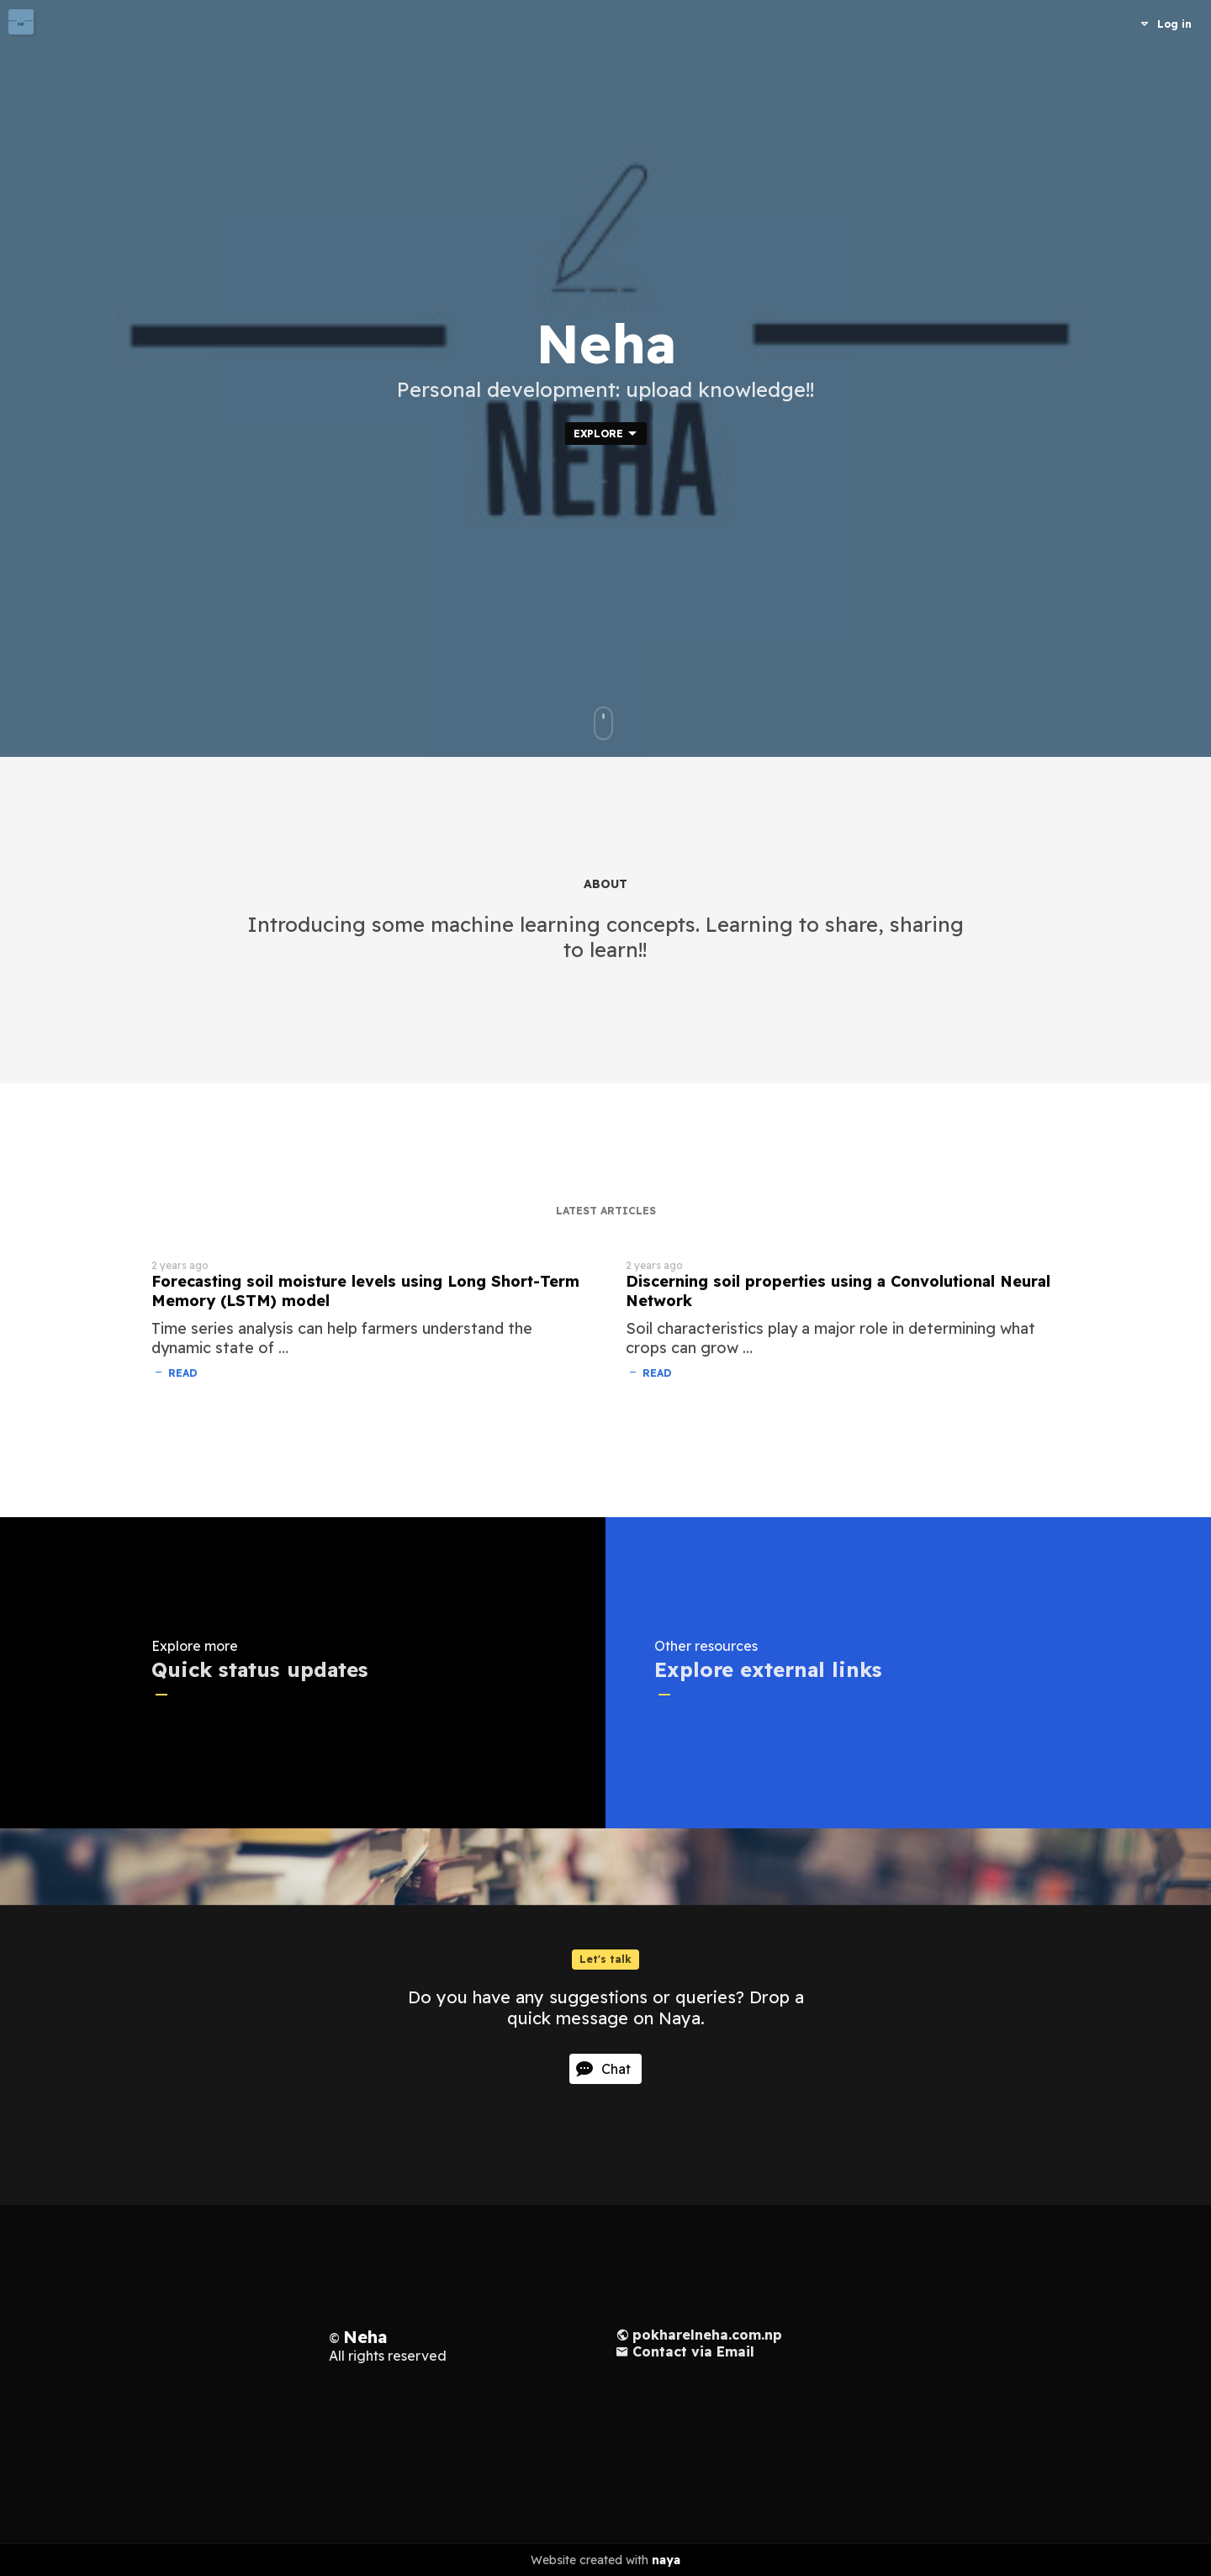 Log in
Neha
Personal development: upload knowledge!!
EXPLORE
NEHA
ABOUT
Introducing some machine learning concepts. Learning to share, sharing
to learn!!
LATEST ARTICLES
2 years ago
Forecasting soil moisture levels using Long Short-Term
Memory (LSTM) model
Time series analysis can help farmers understand the
dynamic state of ...
READ
2 years ago
Discerning soil properties using a Convolutional Neural
Network
Soil characteristics play a major role in determining what
crops can grow ...
READ
Explore more
Quick status updates
Other resources
Explore external links
Let's talk
Do you have any suggestions or queries? Drop a
quick message on Naya.
Chat
© Neha
All rights reserved
pokharelneha.com.np
Contact via Email
Website created with naya